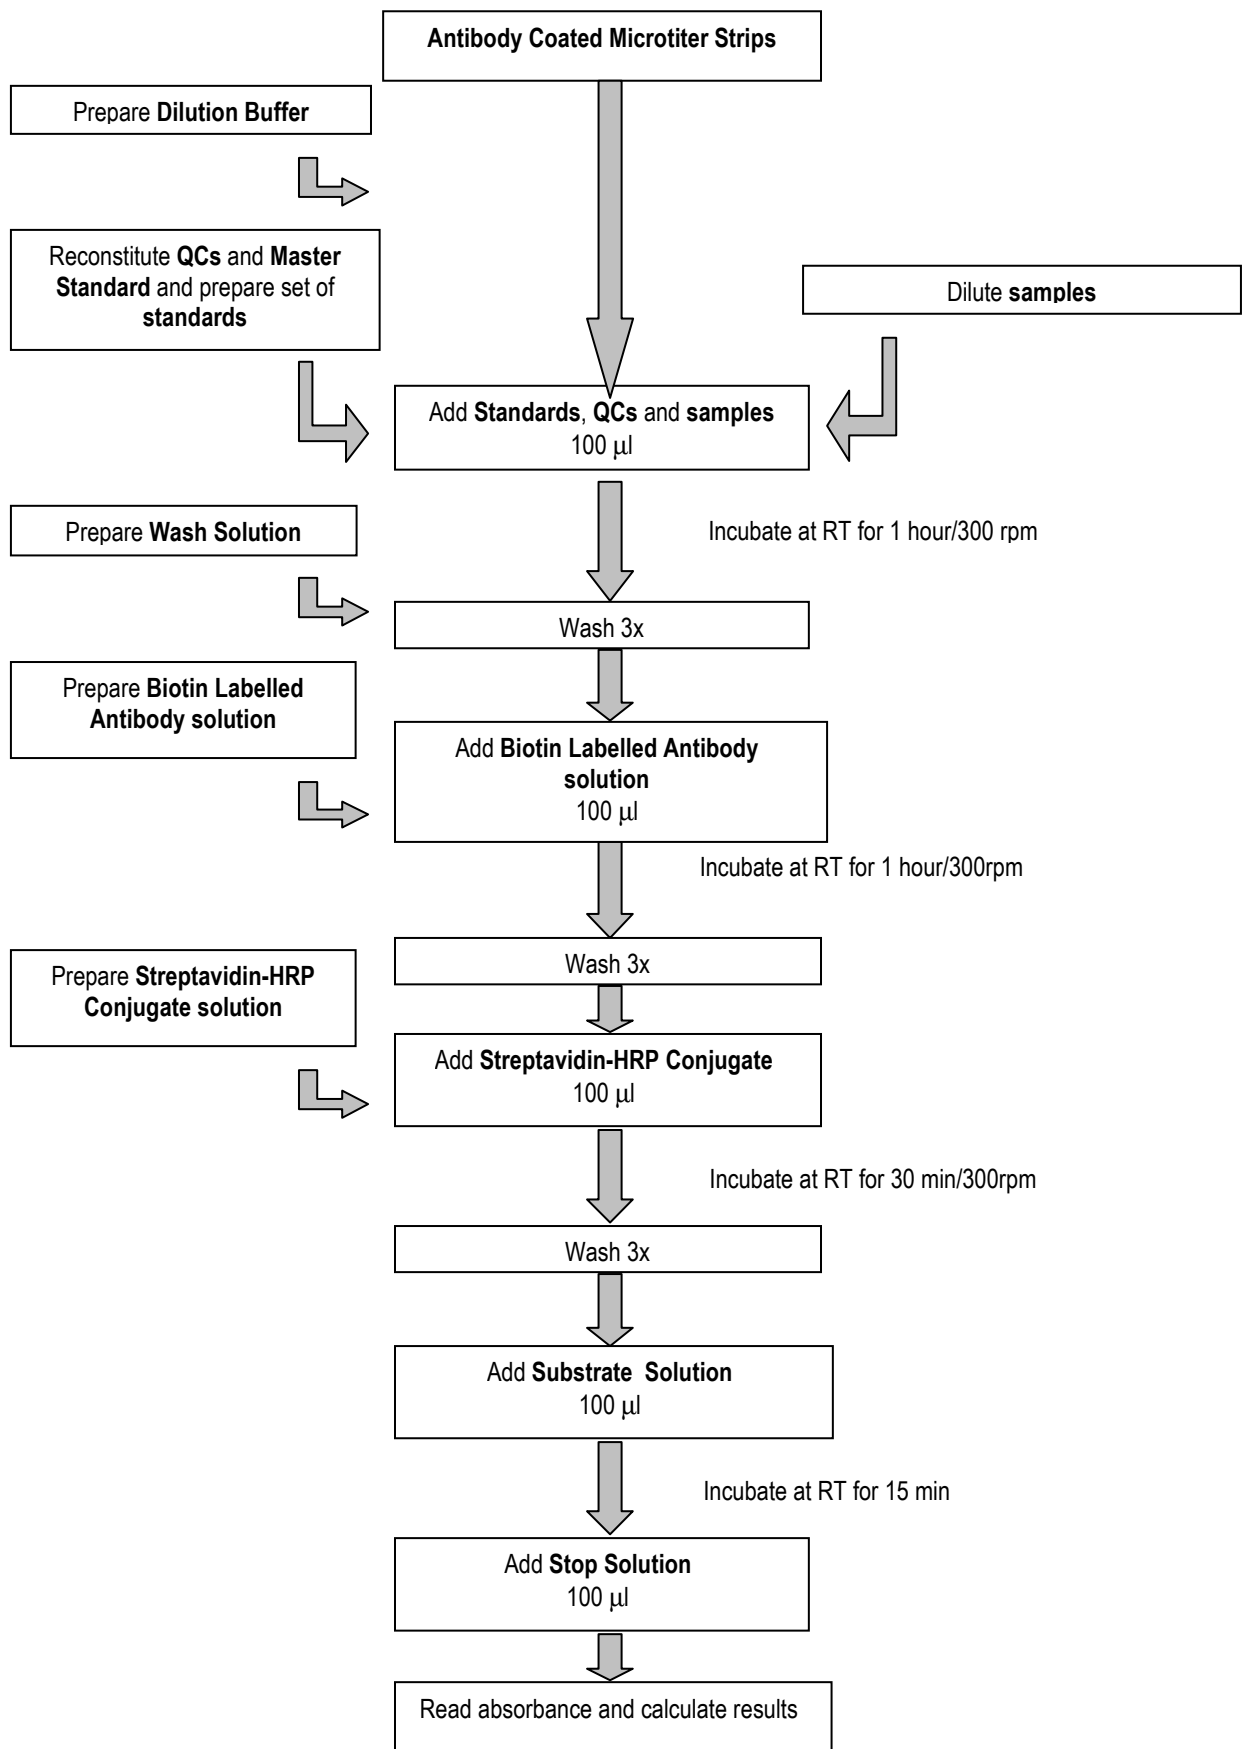 Antibody Coated Microtiter Strips
Prepare Dilution Buffer
Reconstitute QCs and Master
Standard and prepare set of
standards
Dilute samples
Add Standards, QCs and samples
100 μl
Prepare Wash Solution
Incubate at RT for 1 hour/300 rpm
Wash 3x
Prepare Biotin Labelled
Antibody solution
Add Biotin Labelled Antibody
solution
100 μl
Incubate at RT for 1 hour/300rpm
Wash 3x
Prepare Streptavidin-HRP
Conjugate solution
Add Streptavidin-HRP Conjugate
100 μl
Incubate at RT for 30 min/300rpm
Wash 3x
Add Substrate  Solution
100 μl
Incubate at RT for 15 min
Add Stop Solution
100 μl
Read absorbance and calculate results